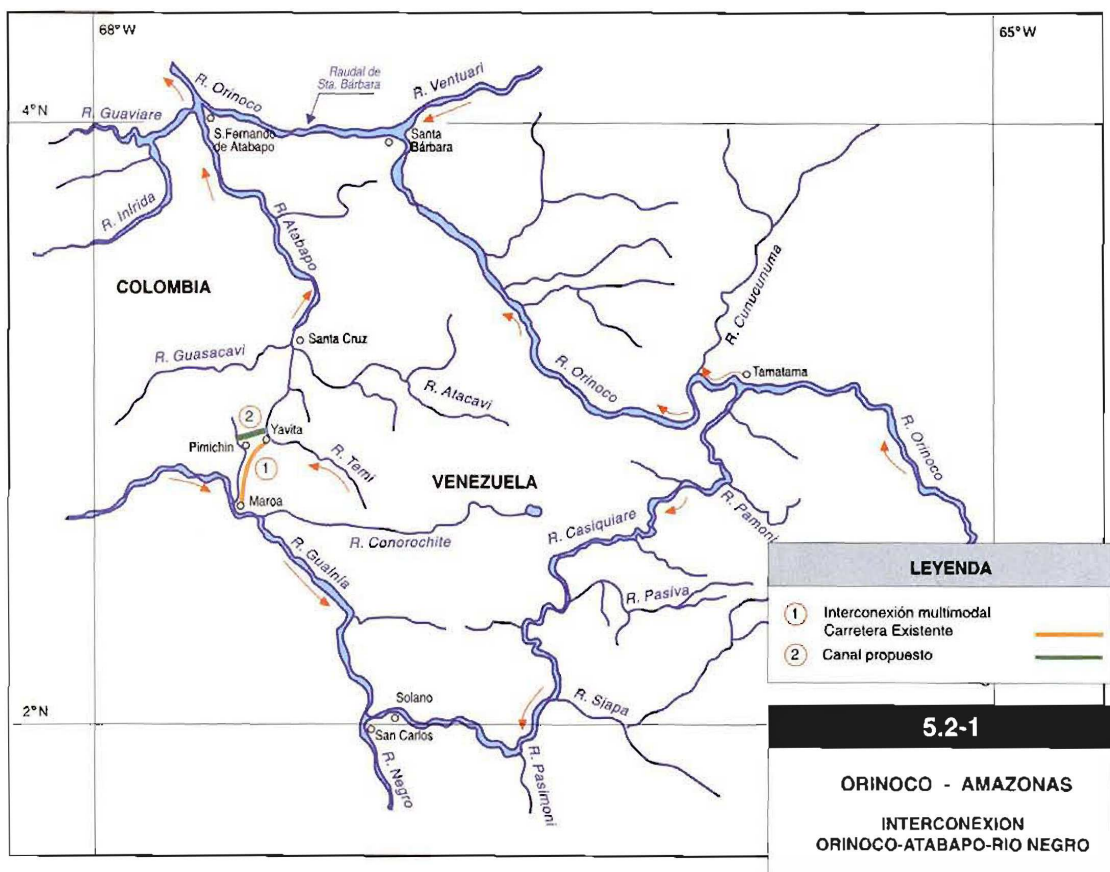 68°W
65°W
4°N
2°N
R. Orinoco
Raudal de
Sta. Bárbara
R. Ventuari
R. Guaviare
S. Fernando
de Atabapo
Santa
Bárbara
R. Inírida
R. Atabapo
COLOMBIA
R. Cunucunuma
Santa Cruz
R. Guasacavi
R. Atacavi
R. Orinoco
Tamatama
R. Orinoco
2
Yavita
Pimichin
1
R. Temi
VENEZUELA
Maroa
R. Conorochite
R. Casiquiare
R. Pamoni
R. Guainía
R. Pasiva
Solano
San Carlos
R. Negro
R. Siapa
R. Pasimoni
LEYENDA
1 Interconexión multimodal
Carretera Existente
2 Canal propuesto
5.2-1
ORINOCO - AMAZONAS
INTERCONEXION
ORINOCO-ATABAPO-RIO NEGRO